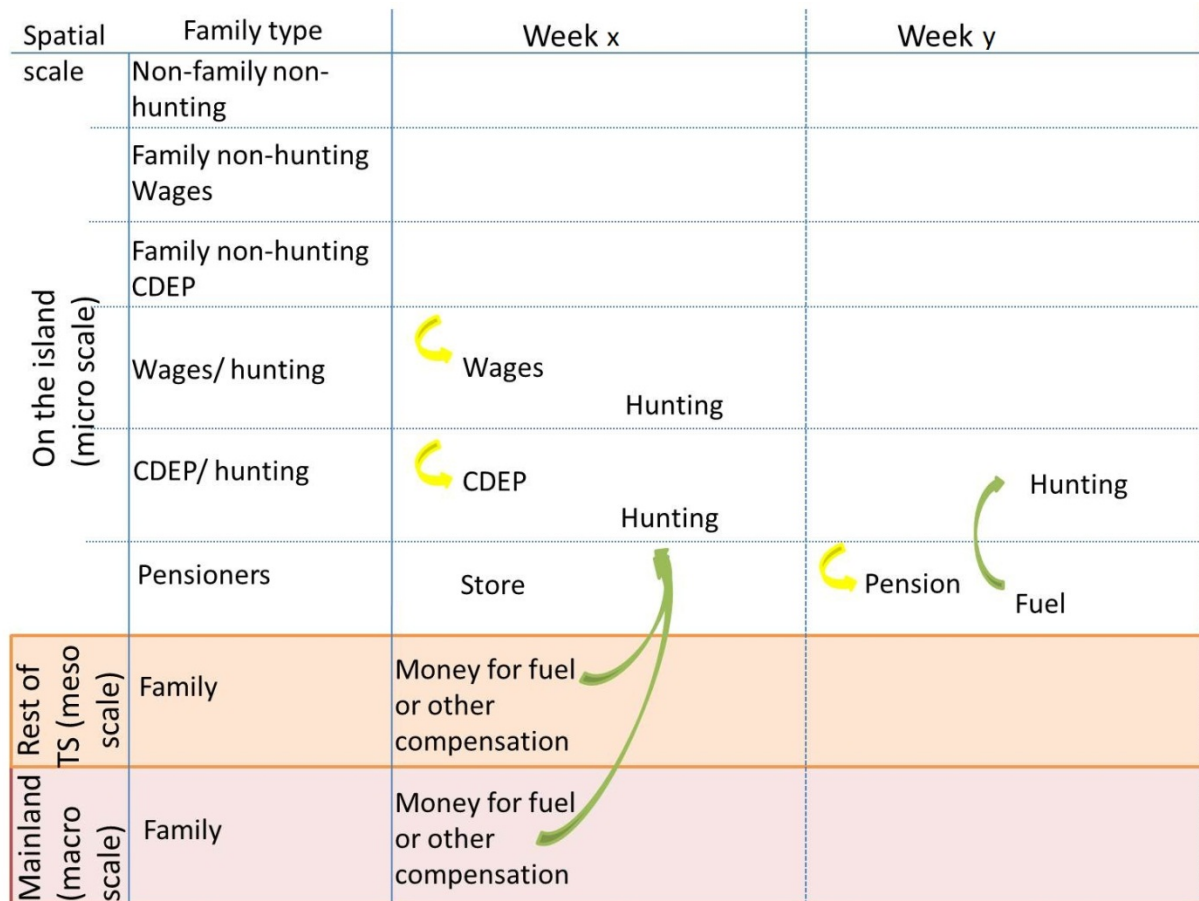 Spatial
scale
Family type
Week x
Week y
On the island
(micro scale)
Non-family non-
hunting
Family non-hunting
Wages
Family non-hunting
CDEP
Wages/ hunting
Wages
Hunting
CDEP/ hunting
CDEP
Hunting
Hunting
Pensioners
Store
Pension
Fuel
Rest of
TS (meso
scale)
Family
Money for fuel
or other
compensation
Mainland
(macro
scale)
Family
Money for fuel
or other
compensation